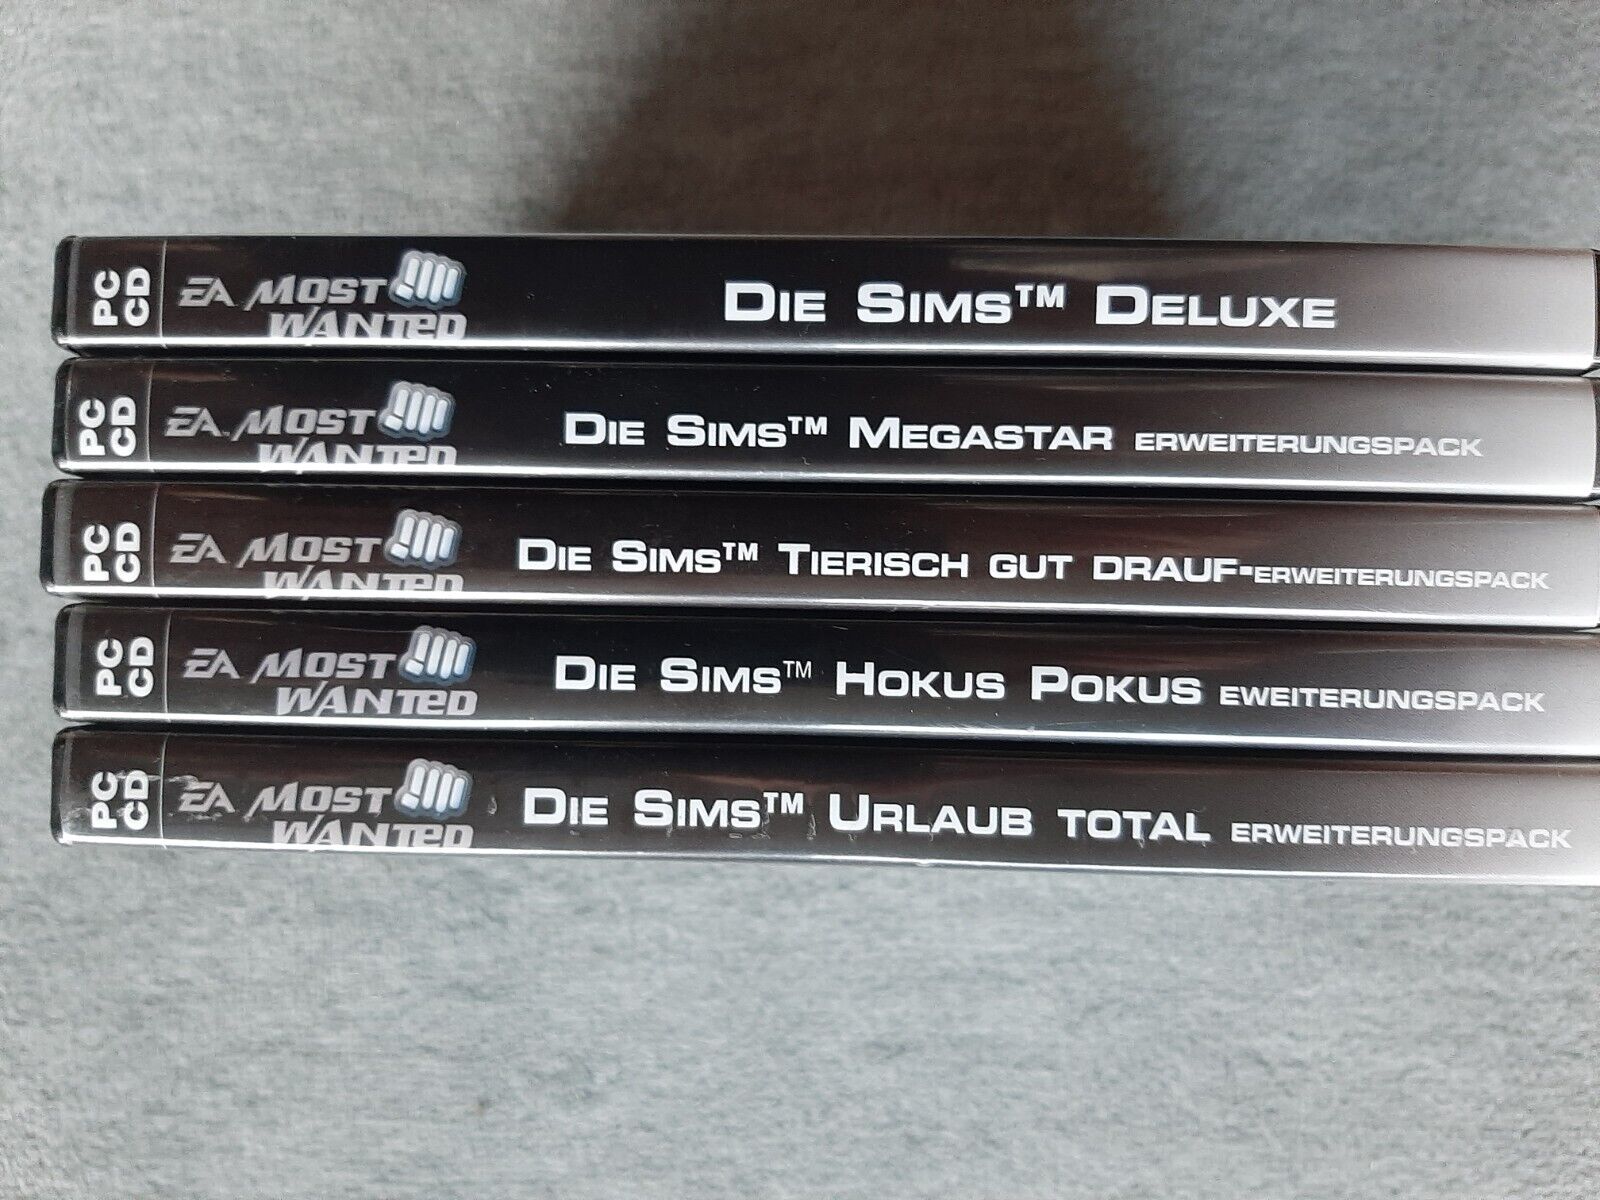 PC CD EA MOST WANTED DIE SIMS™ DELUXE
PC CD EA MOST WANTED DIE SIMS™ MEGASTAR ERWEITERUNGSPACK
PC CD EA MOST WANTED DIE SIMS™ TIERISCH GUT DRAUF-ERWEITERUNGSPACK
PC CD EA MOST WANTED DIE SIMS™ HOKUS POKUS EWEITERUNGSPACK
PC CD EA MOST WANTED DIE SIMS™ URLAUB TOTAL ERWEITERUNGSPACK